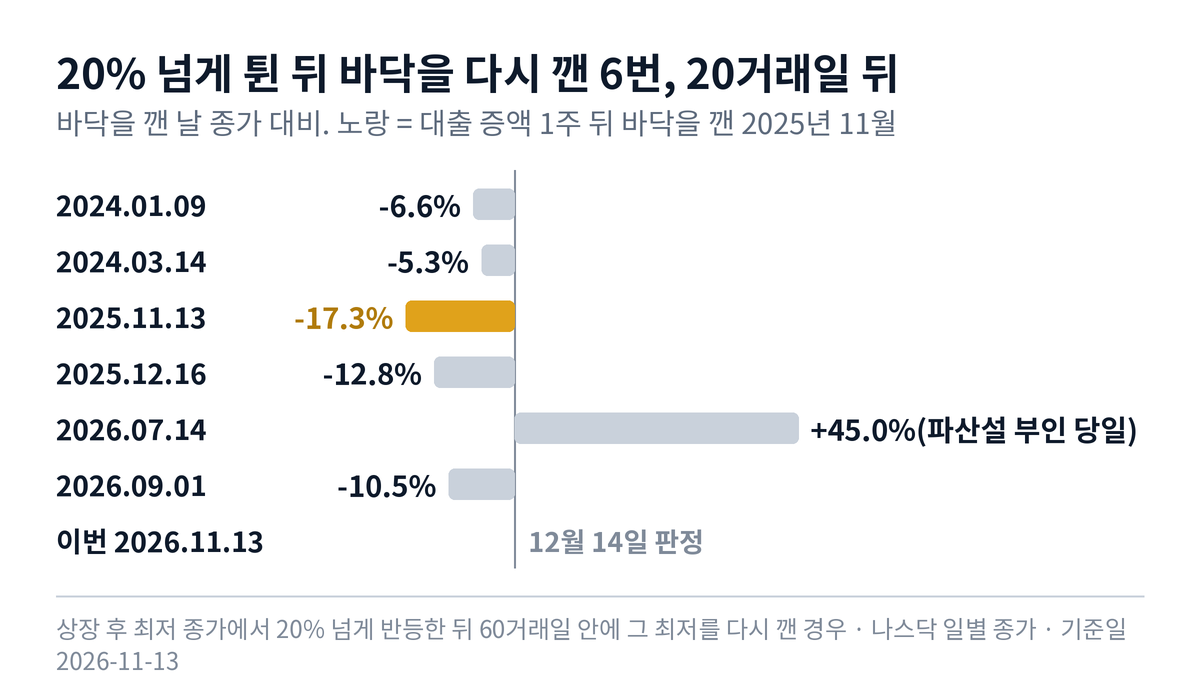 20% 넘게 튄 뒤 바닥을 다시 깬 6번, 20거래일 뒤
바닥을 깬 날 종가 대비. 노랑 = 대출 증액 1주 뒤 바닥을 깬 2025년 11월
2024.01.09 -6.6%
2024.03.14 -5.3%
2025.11.13 -17.3%
2025.12.16 -12.8%
2026.07.14 +45.0%(파산설 부인 당일)
2026.09.01 -10.5%
이번 2026.11.13 12월 14일 판정
상장 후 최저 종가에서 20% 넘게 반등한 뒤 60거래일 안에 그 최저를 다시 깬 경우 · 나스닥 일별 종가 · 기준일
2026-11-13